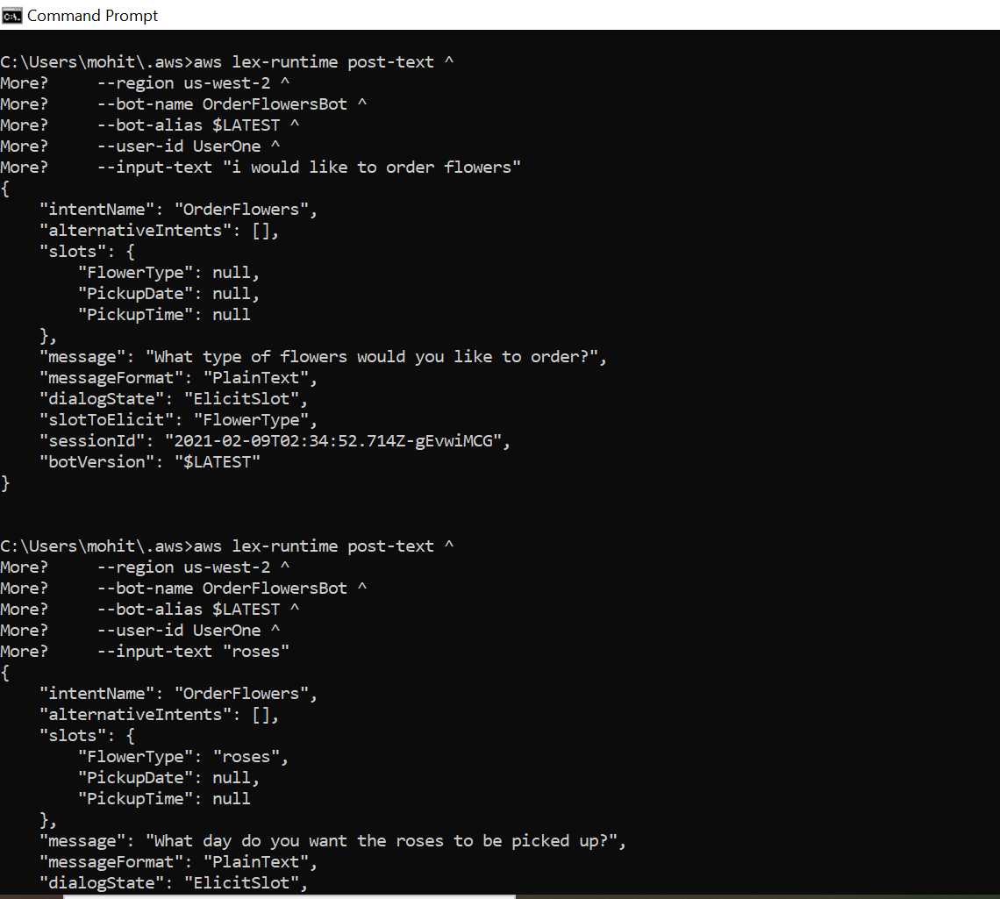 Command Prompt
C:\Users\mohit\.aws>aws lex-runtime post-text ^
More?     --region us-west-2 ^
More?     --bot-name OrderFlowersBot ^
More?     --bot-alias $LATEST ^
More?     --user-id UserOne ^
More?     --input-text "i would like to order flowers"
{
    "intentName": "OrderFlowers",
    "alternativeIntents": [],
    "slots": {
        "FlowerType": null,
        "PickupDate": null,
        "PickupTime": null
    },
    "message": "What type of flowers would you like to order?",
    "messageFormat": "PlainText",
    "dialogState": "ElicitSlot",
    "slotToElicit": "FlowerType",
    "sessionId": "2021-02-09T02:34:52.714Z-gEvwiMCG",
    "botVersion": "$LATEST"
}
C:\Users\mohit\.aws>aws lex-runtime post-text ^
More?     --region us-west-2 ^
More?     --bot-name OrderFlowersBot ^
More?     --bot-alias $LATEST ^
More?     --user-id UserOne ^
More?     --input-text "roses"
{
    "intentName": "OrderFlowers",
    "alternativeIntents": [],
    "slots": {
        "FlowerType": "roses",
        "PickupDate": null,
        "PickupTime": null
    },
    "message": "What day do you want the roses to be picked up?",
    "messageFormat": "PlainText",
    "dialogState": "ElicitSlot",